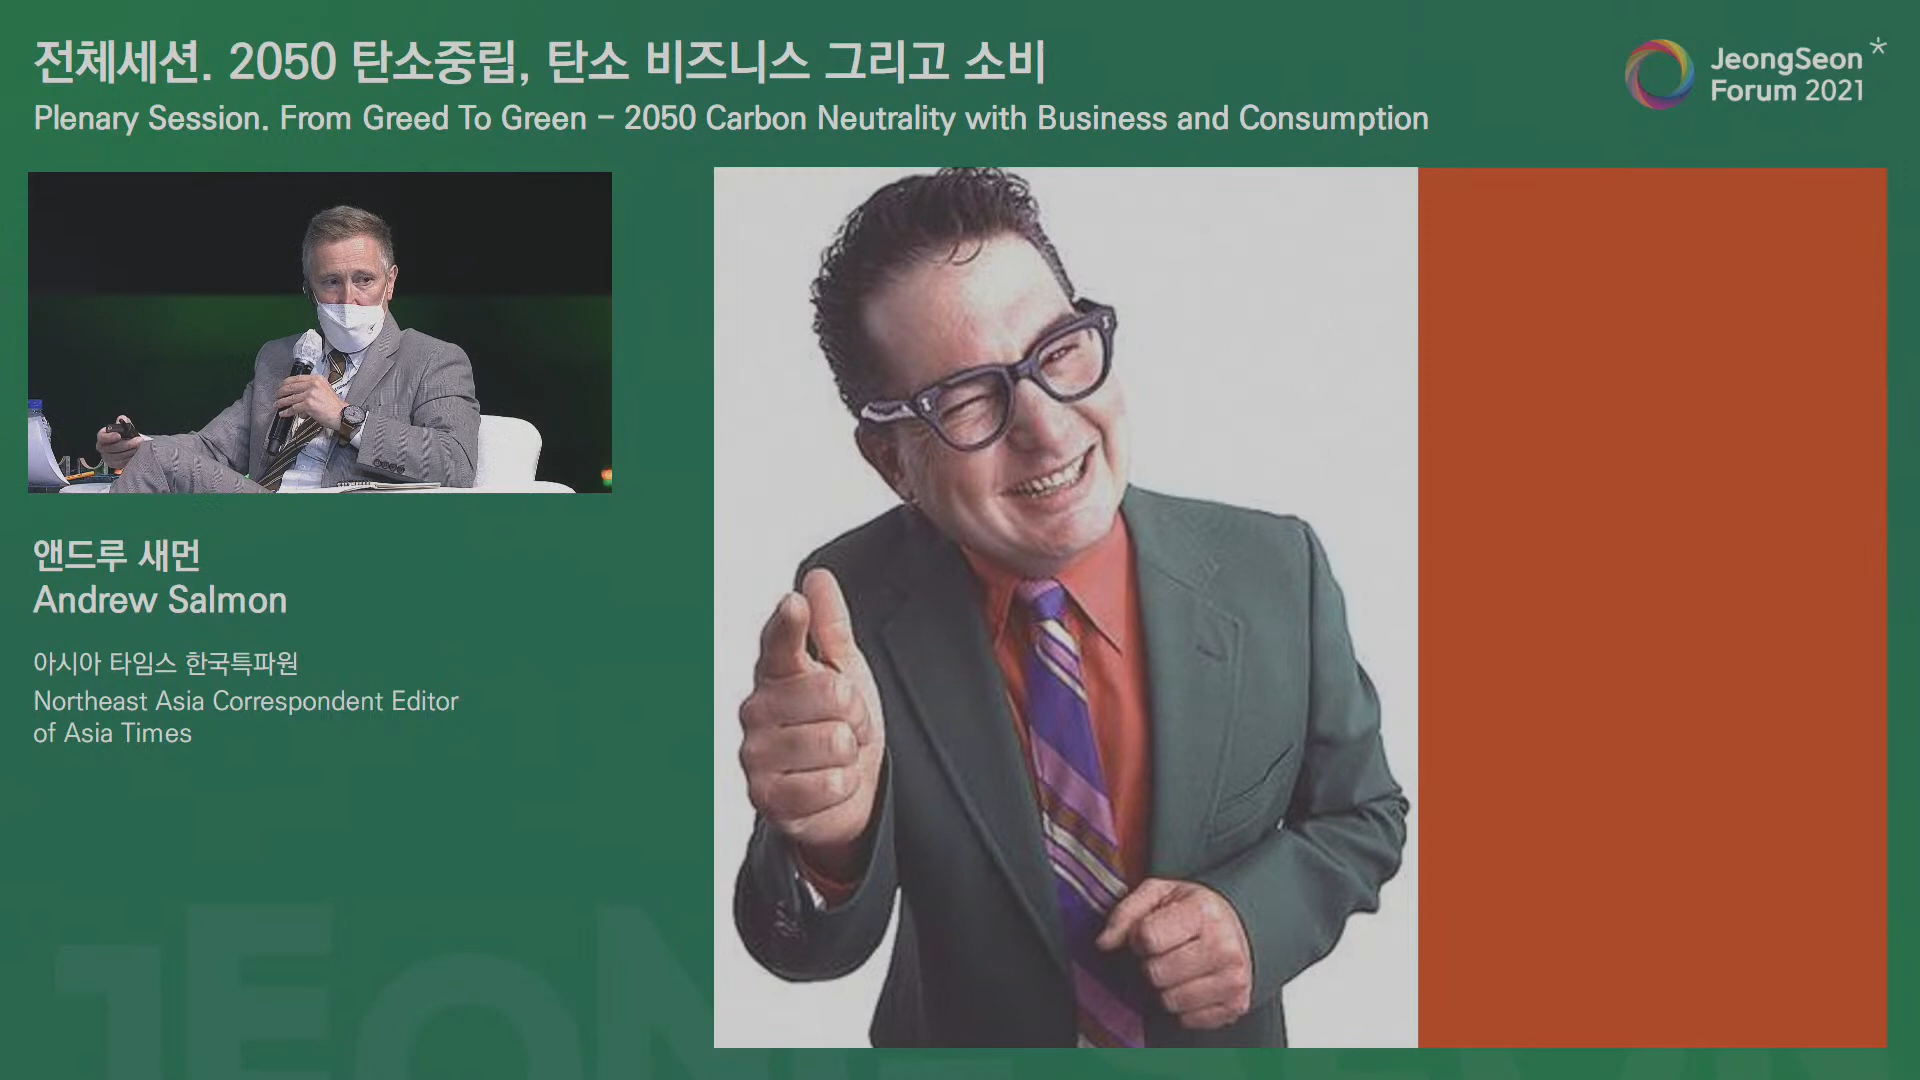 전체세션. 2050 탄소중립, 탄소 비즈니스 그리고 소비
Plenary Session. From Greed To Green – 2050 Carbon Neutrality with Business and Consumption
JeongSeon
Forum 2021
앤드루 새먼
Andrew Salmon
아시아 타임스 한국특파원
Northeast Asia Correspondent Editor
of Asia Times